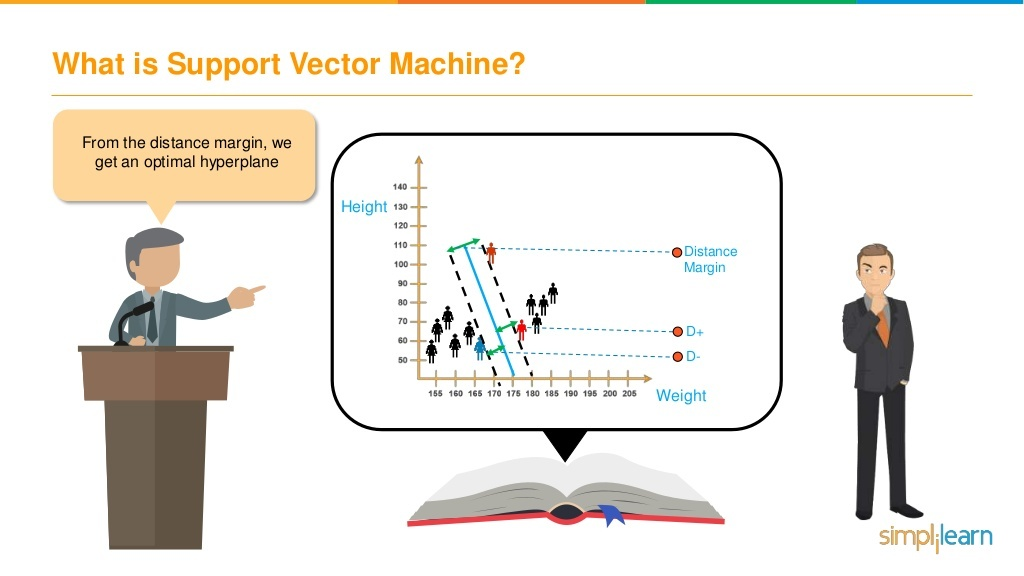 What is Support Vector Machine?
From the distance margin, we
get an optimal hyperplane
Height
140
130
120
110
100
90
80
70
60
50
155 160 165 170 175 180 185 190 195 200 205
Weight
Distance
Margin
D+
D-
simplilearn